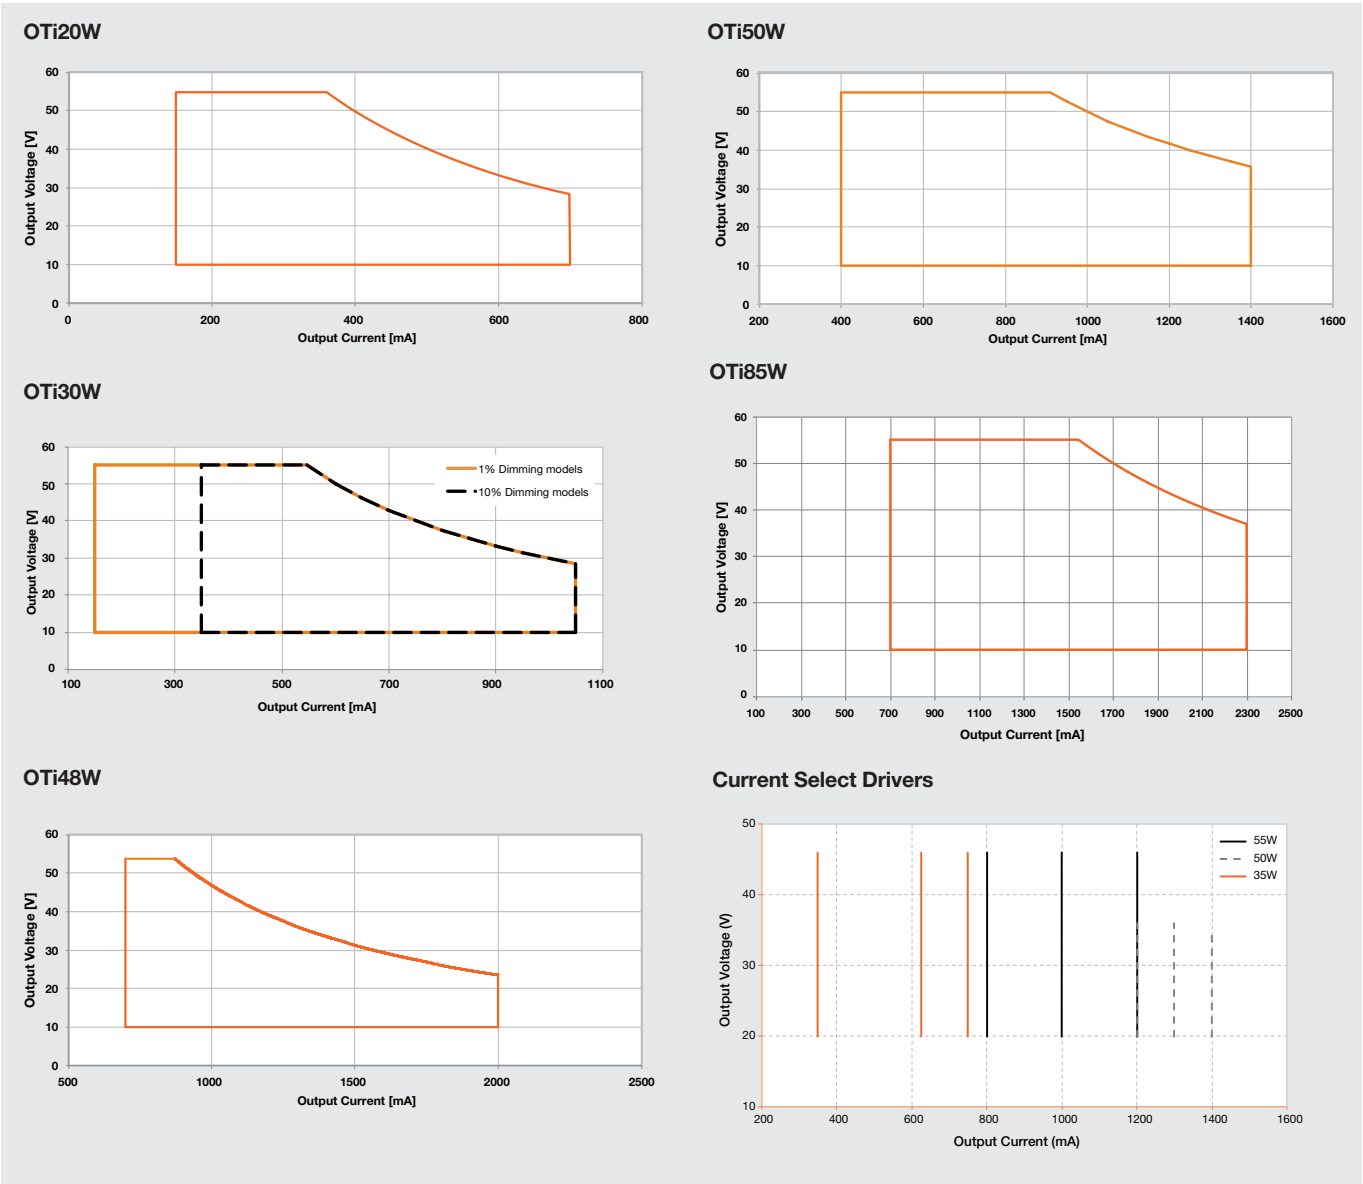 OTi20W
60
50
40
30
20
10
0
Output Voltage [V]
0 200 400 600 800
Output Current [mA]
OTi50W
60
50
40
30
20
10
0
Output Voltage [V]
200 400 600 800 1000 1200 1400 1600
Output Current [mA]
OTi30W
60
50
40
30
20
10
0
Output Voltage [V]
1% Dimming models
10% Dimming models
100 300 500 700 900 1100
Output Current [mA]
OTi85W
60
50
40
30
20
10
0
Output Voltage [V]
100 300 500 700 900 1100 1300 1500 1700 1900 2100 2300 2500
Output Current [mA]
OTi48W
60
50
40
30
20
10
0
Output Voltage [V]
500 1000 1500 2000 2500
Output Current [mA]
Current Select Drivers
50
40
30
20
10
Output Voltage (V)
55W
50W
35W
200 400 600 800 1000 1200 1400 1600
Output Current (mA)